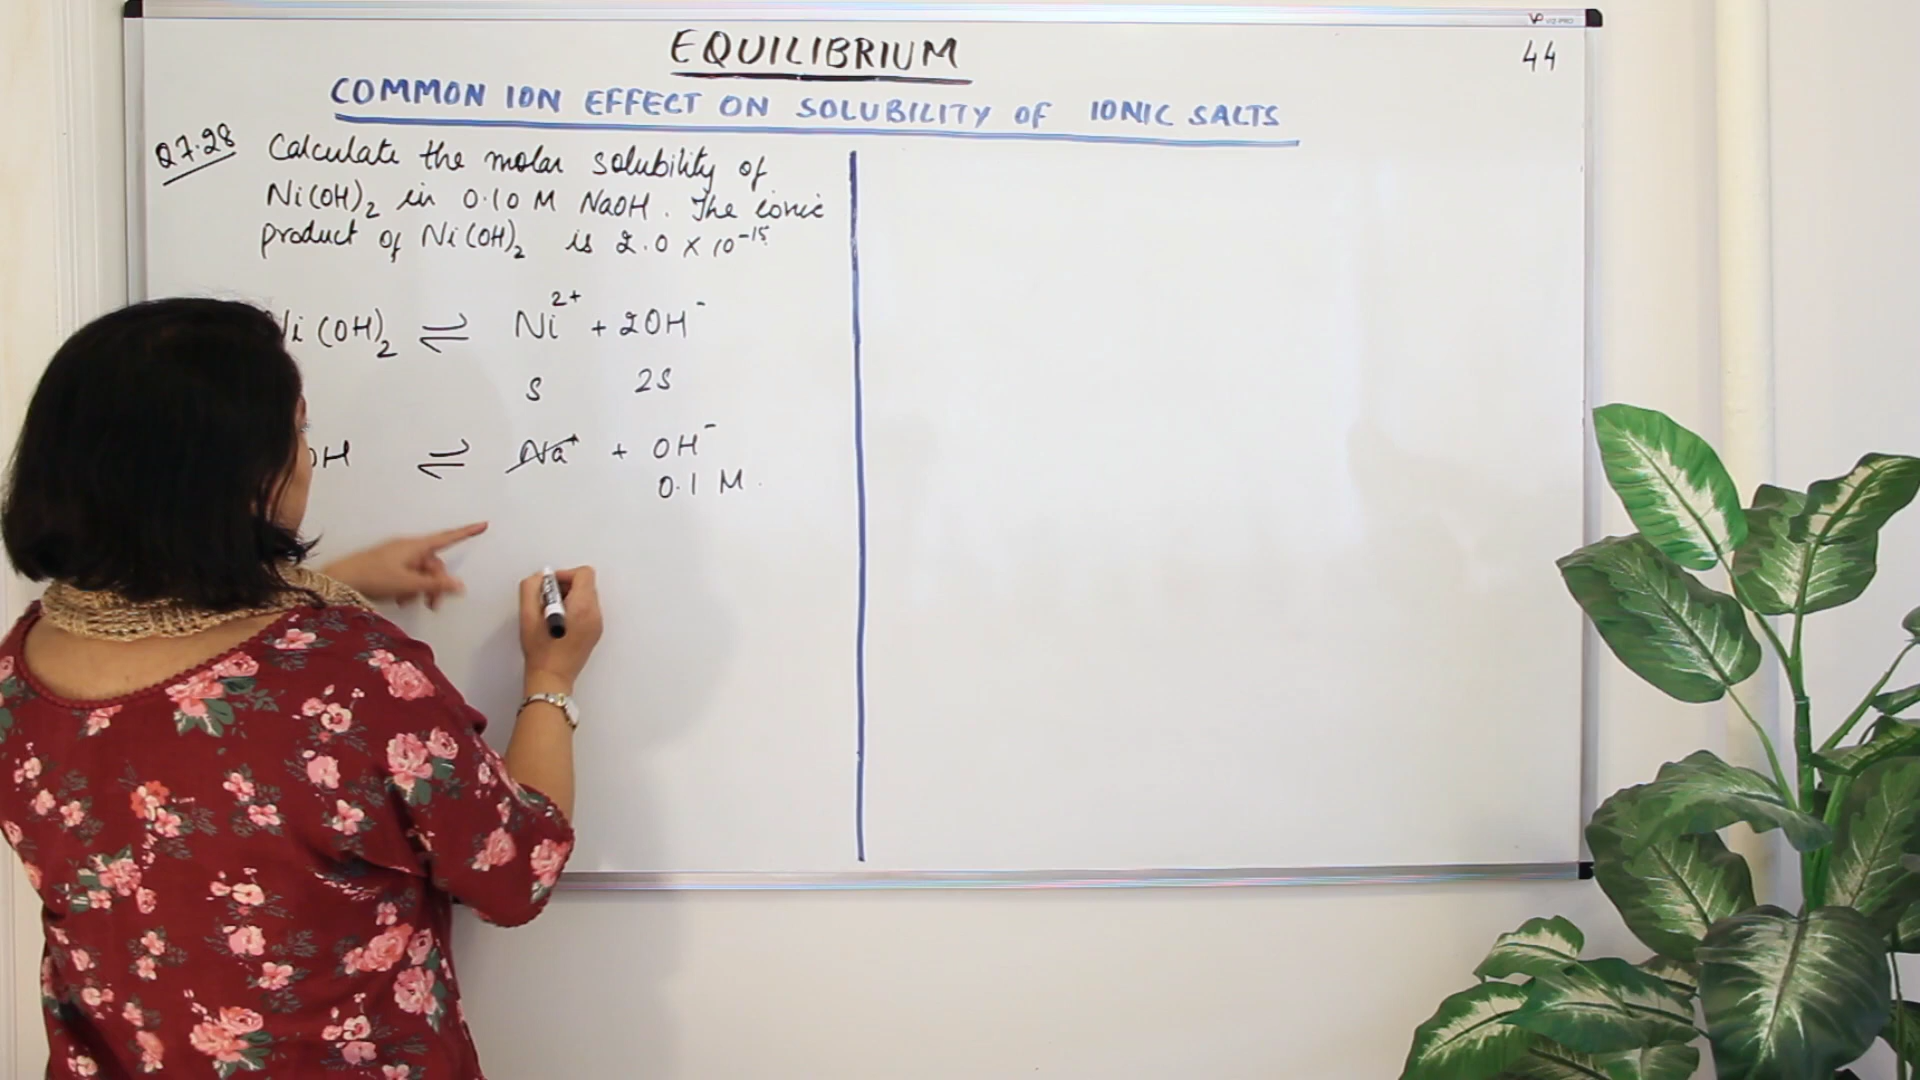 EQUILIBRIUM
44
COMMON ION EFFECT ON SOLUBILITY OF IONIC SALTS
Q7.28 Calculate the molar solubility of
Ni(OH)₂ in 0.10 M NaOH. The ionic
product of Ni(OH)₂ is 2.0 × 10⁻¹⁵.
Ni(OH)₂ ⇌ Ni²⁺ + 2OH⁻
S 2S
OH ⇌ Na⁺ + OH⁻
0.1 M.